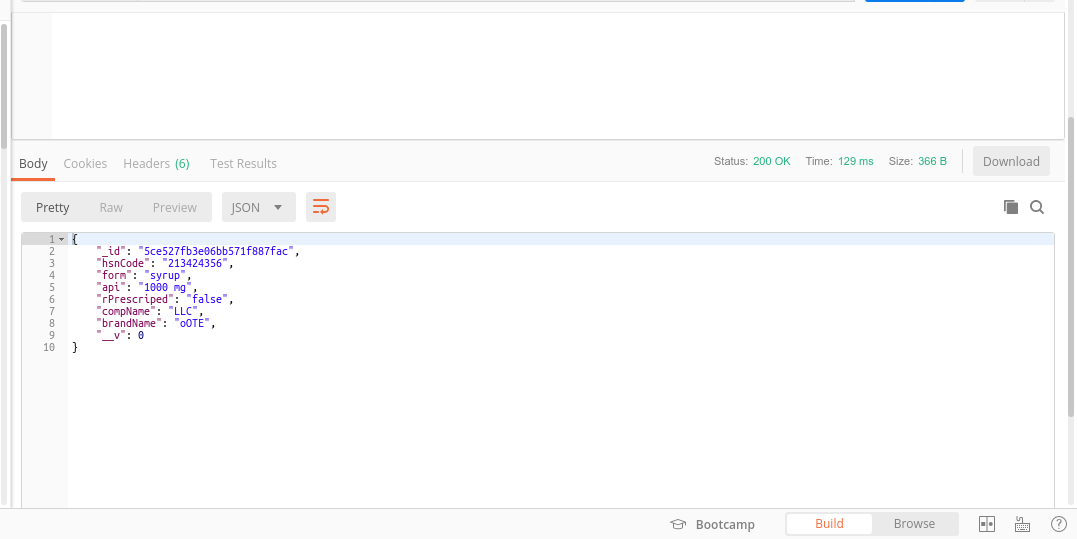 Body Cookies Headers (6) Test Results Status: 200 OK Time: 129 ms Size: 366 B Download
Pretty Raw Preview JSON
1 {
2 "_id": "5ce527fb3e06bb571f887fac",
3 "hsnCode": "213424356",
4 "form": "syrup",
5 "api": "1000 mg",
6 "rPrescriped": "false",
7 "compName": "LLC",
8 "brandName": "oOTE",
9 "__v": 0
10 }
Bootcamp Build Browse